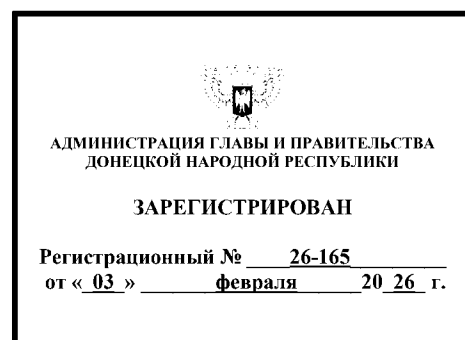 АДМИНИСТРАЦИЯ ГЛАВЫ И ПРАВИТЕЛЬСТВА
ДОНЕЦКОЙ НАРОДНОЙ РЕСПУБЛИКИ
ЗАРЕГИСТРИРОВАН
Регистрационный № 26-165
от « 03 » февраля 20 26 г.